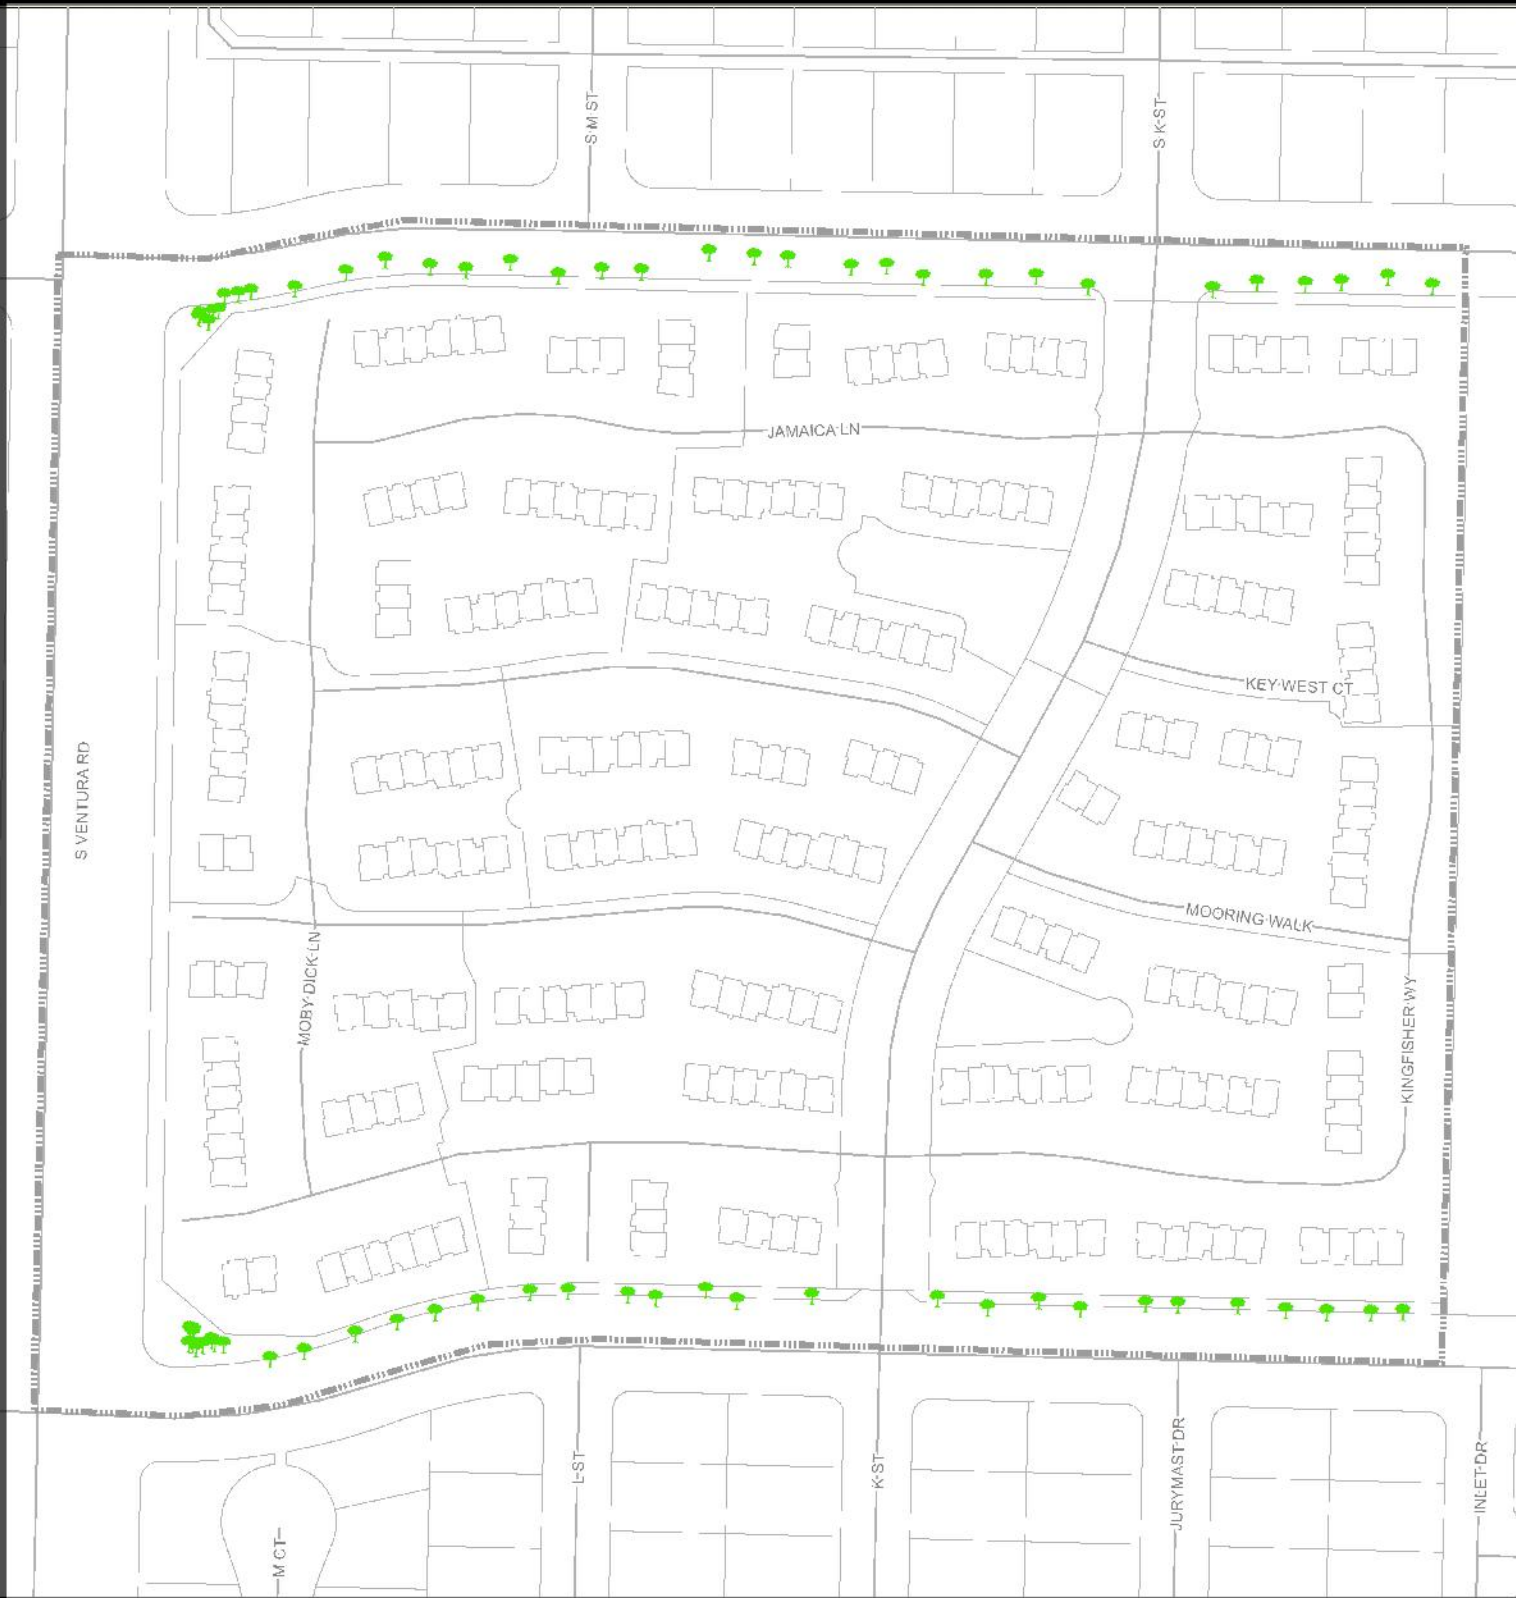 S M ST
S K ST
JAMAICA LN
KEY WEST CT
S VENTURA RD
MOORING WALK
MOBY DICK LN
KINGFISHER WY
L ST
K ST
JURYMAST DR
INLET DR
M CT